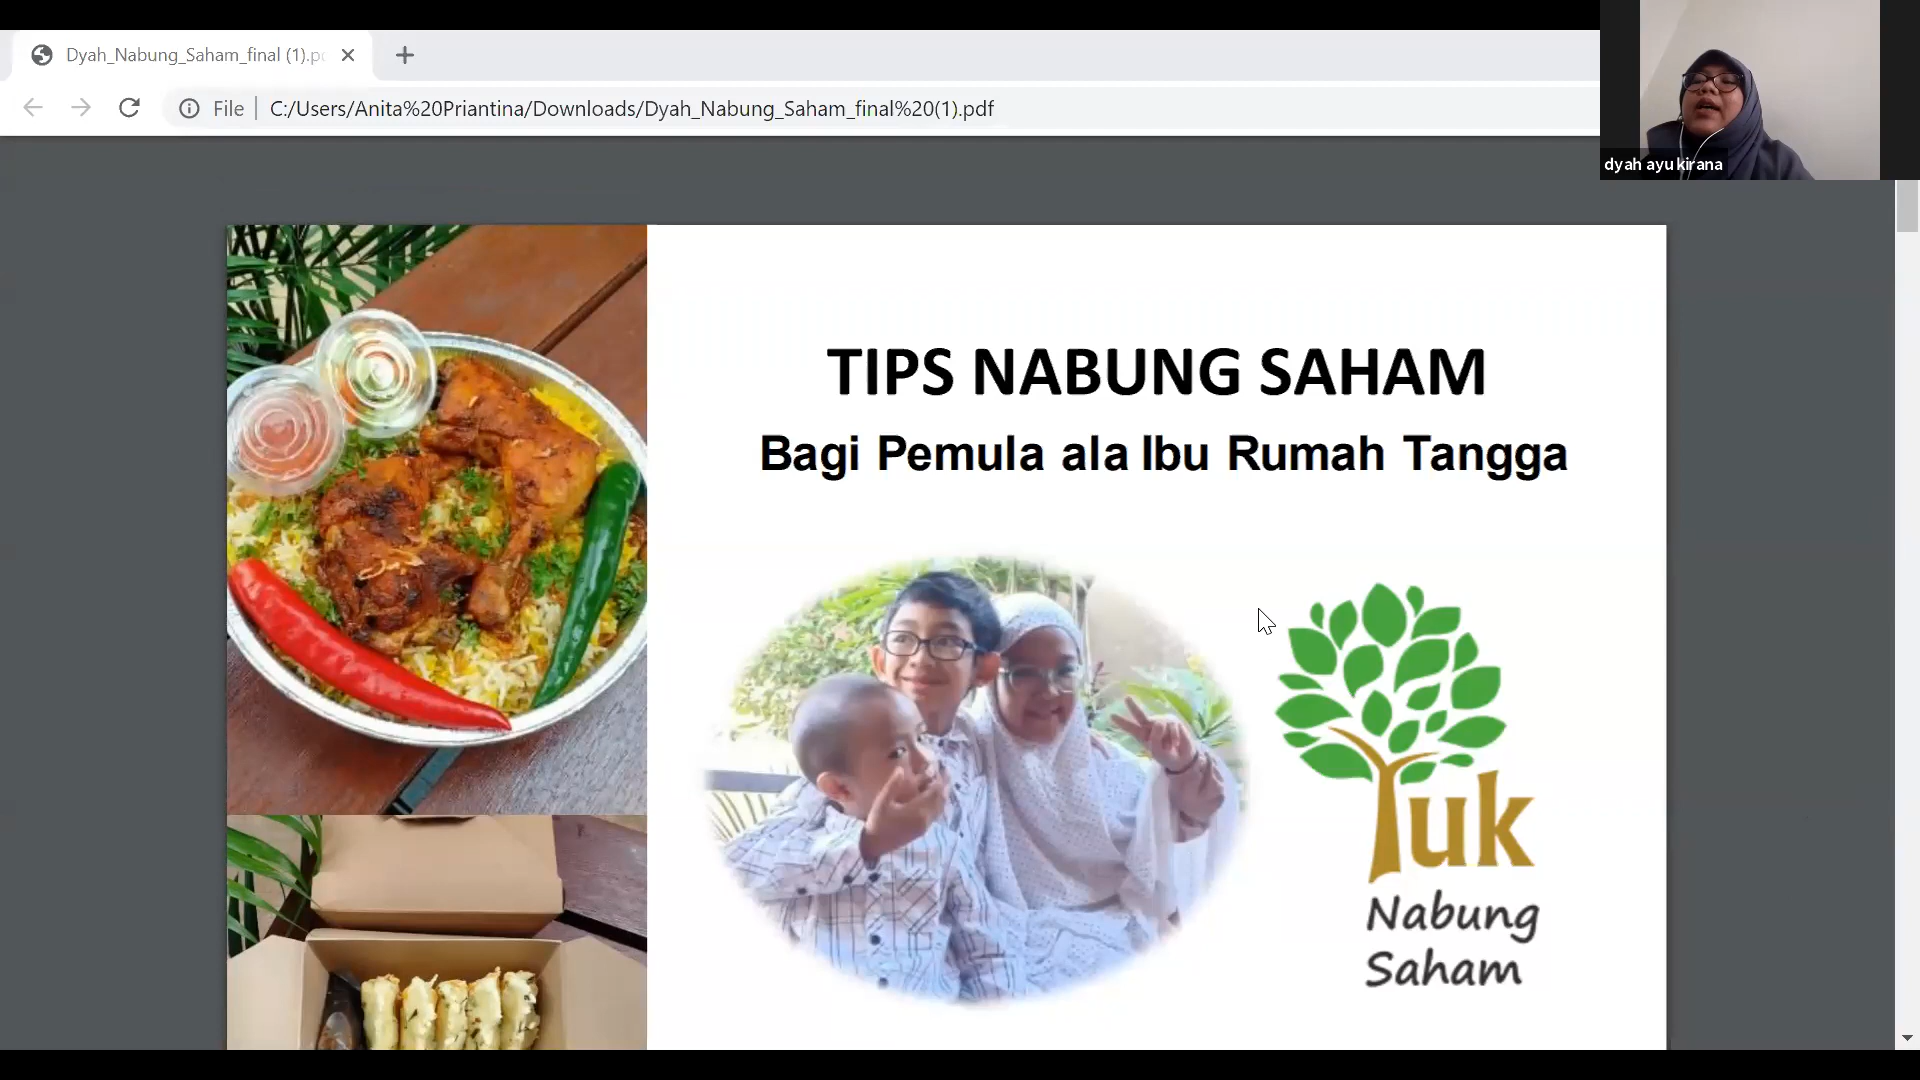 Dyah_Nabung_Saham_final (1).p
File
C:/Users/Anita%20Priantina/Downloads/Dyah_Nabung_Saham_final%20(1).pdf
dyah ayu kirana
TIPS NABUNG SAHAM
Bagi Pemula ala Ibu Rumah Tangga
Yuk
Nabung
Saham